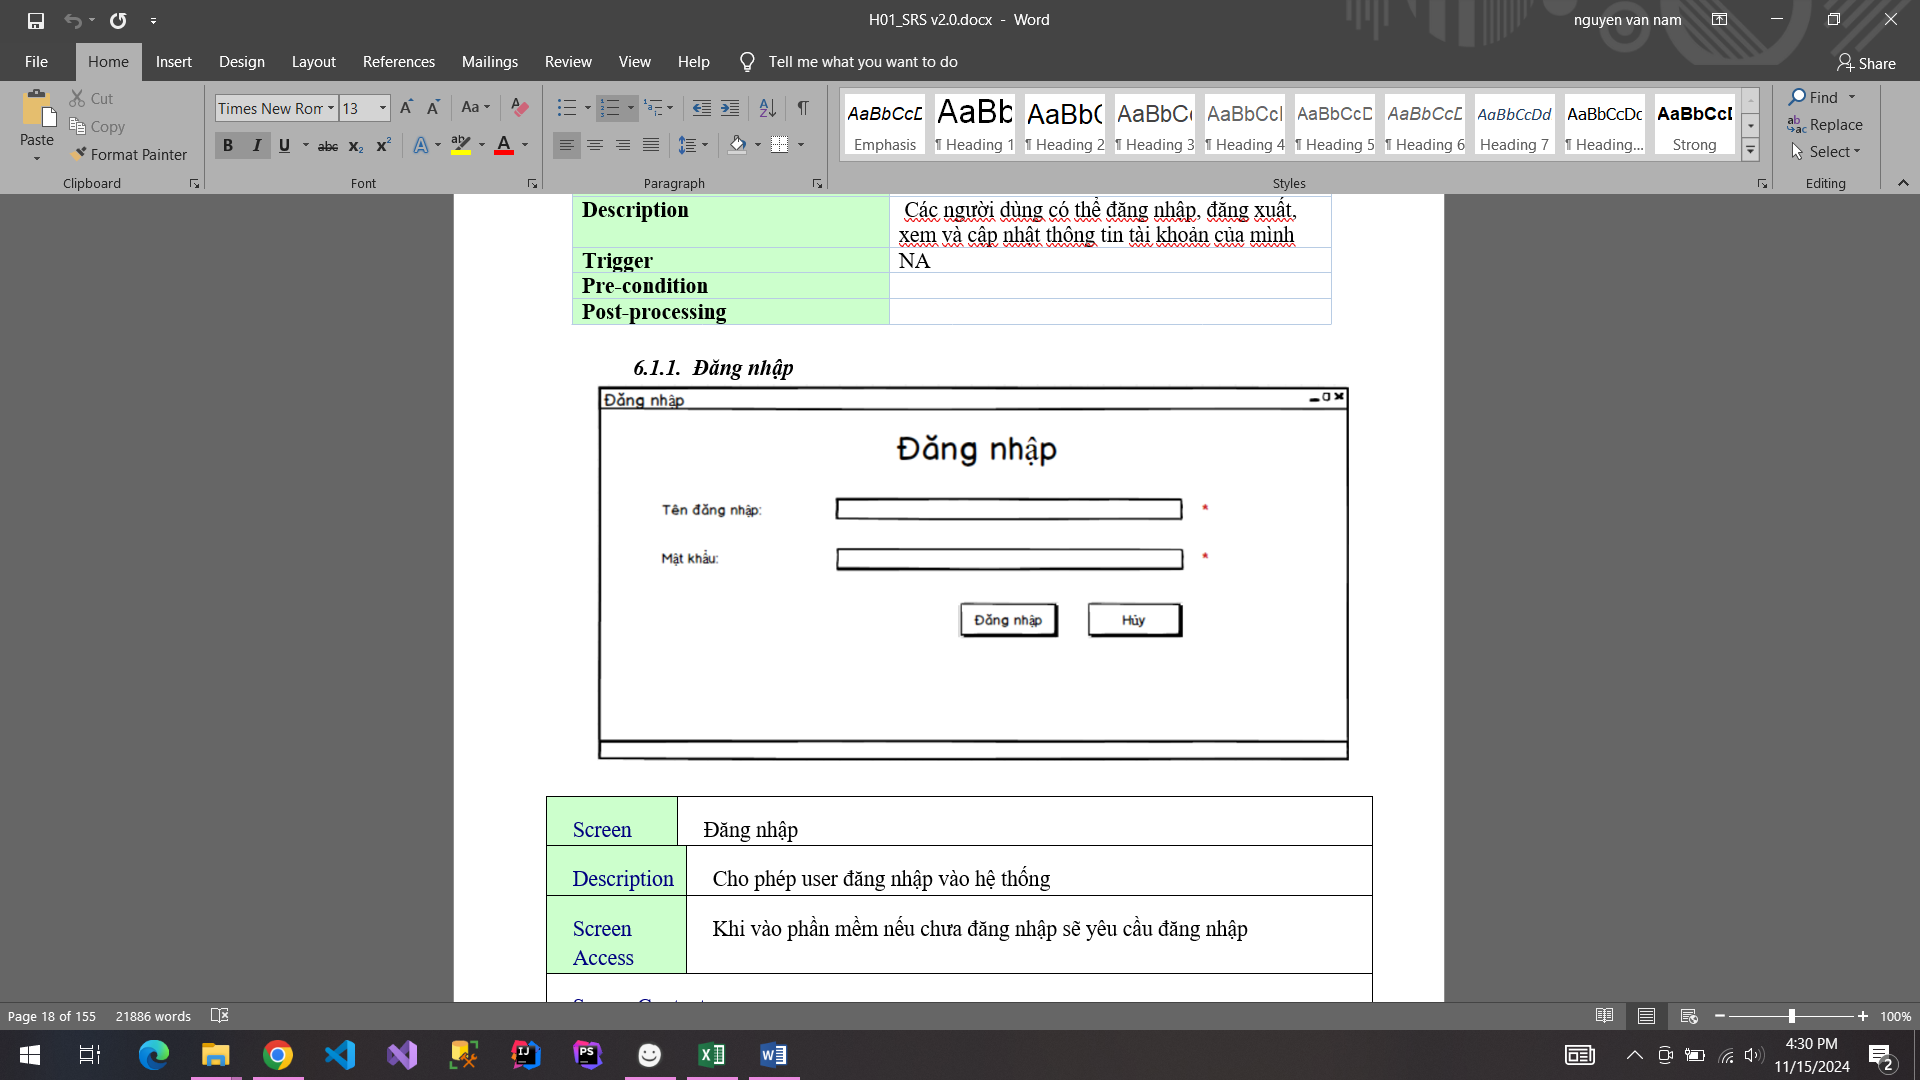 H01_SRS v2.0.docx - Word
nguyen van nam
File Home Insert Design Layout References Mailings Review View Help Tell me what you want to do
Share
Paste
Cut
Copy
Format Painter
Clipboard
Times New Ror 13
Font
Paragraph
AaBbCcD Emphasis
AaBb ¶ Heading 1
AaBbC ¶ Heading 2
AaBbC ¶ Heading 3
AaBbCcI ¶ Heading 4
AaBbCcD ¶ Heading 5
AaBbCcD ¶ Heading 6
AaBbCcDd Heading 7
AaBbCcDc ¶ Heading...
AaBbCcI Strong
Styles
Find
Replace
Select
Editing
Description Các người dùng có thể đăng nhập, đăng xuất,
xem và cập nhật thông tin tài khoản của mình
Trigger NA
Pre-condition
Post-processing
6.1.1. Đăng nhập
Đăng nhập
Đăng nhập
Tên đăng nhập: *
Mật khẩu: *
Đăng nhập Hủy
Screen Đăng nhập
Description Cho phép user đăng nhập vào hệ thống
Screen Access Khi vào phần mềm nếu chưa đăng nhập sẽ yêu cầu đăng nhập
Page 18 of 155 21886 words
100%
4:30 PM
11/15/2024
2